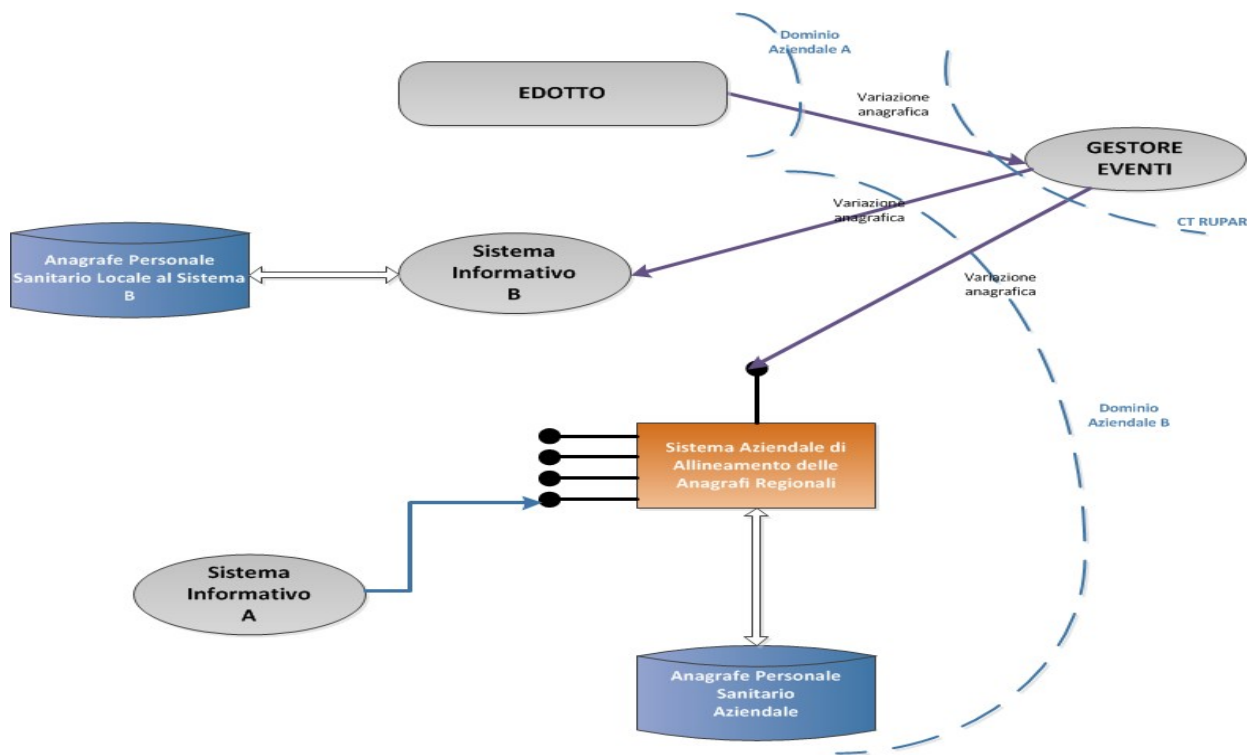 Dominio
Aziendale A
EDOTTO
Variazione
anagrafica
GESTORE
EVENTI
Variazione
anagrafica
CT RUPAR
Anagrafe Personale
Sanitario Locale al Sistema
B
Sistema
Informativo
B
Variazione
anagrafica
Dominio
Aziendale B
Sistema Aziendale di
Allineamento delle
Anagrafi Regionali
Sistema
Informativo
A
Anagrafe Personale
Sanitario
Aziendale